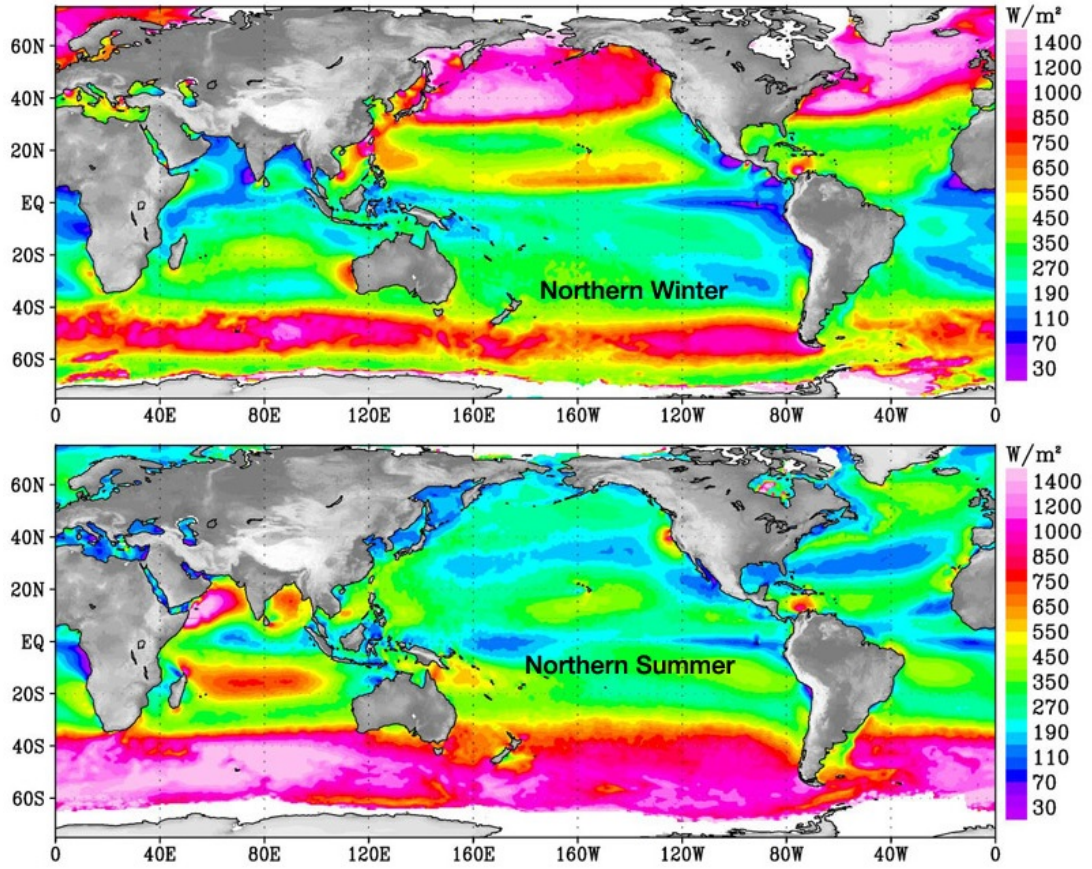 W/m²
60N
40N
20N
EQ
20S
40S
60S
1400
1200
1000
850
750
650
550
450
350
270
190
110
70
30
Northern Winter
0 40E 80E 120E 160E 160W 120W 80W 40W 0
W/m²
60N
40N
20N
EQ
20S
40S
60S
1400
1200
1000
850
750
650
550
450
350
270
190
110
70
30
Northern Summer
0 40E 80E 120E 160E 160W 120W 80W 40W 0